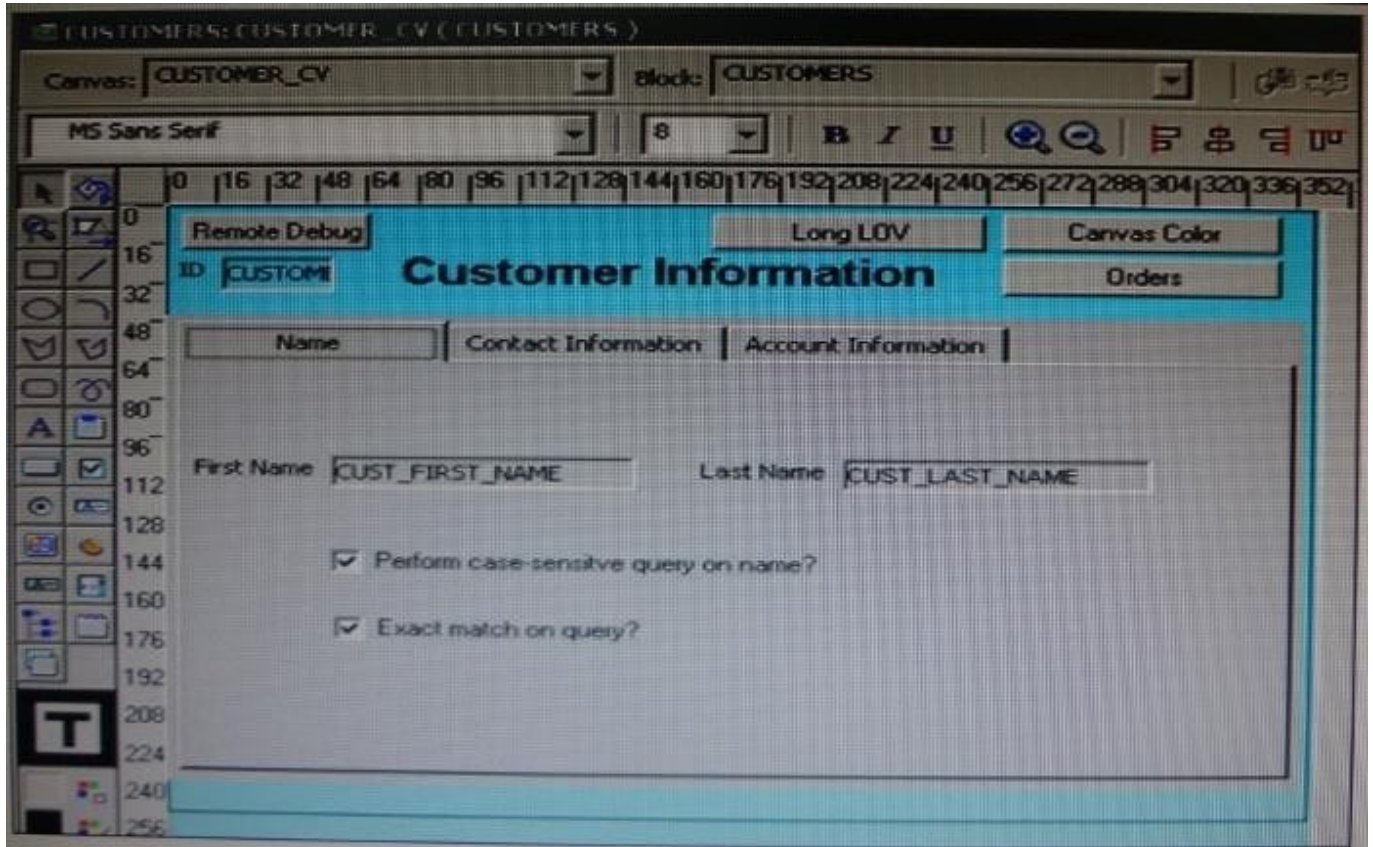 CUSTOMERS: CUSTOMER_CV ( CUSTOMERS )
Canvas: CUSTOMER_CV Block: CUSTOMERS
MS Sans Serif 8 B I U
0 16 32 48 64 80 96 112 128 144 160 176 192 208 224 240 256 272 288 304 320 336 352
0
16
32
48
64
80
96
112
128
144
160
176
192
208
224
240
256
Remote Debug Long LOV Canvas Color
ID CUSTOME Customer Information Orders
Name Contact Information Account Information
First Name CUST_FIRST_NAME Last Name CUST_LAST_NAME
Perform case-sensitve query on name?
Exact match on query?
A
T